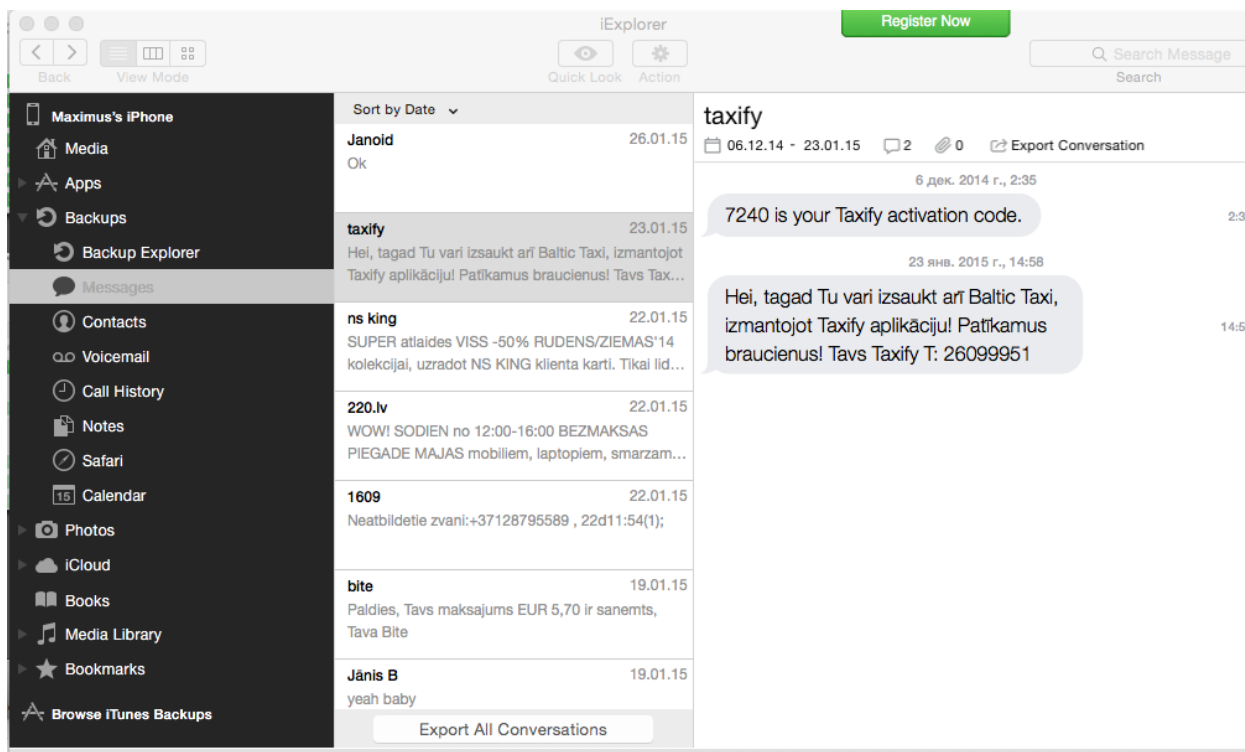 iExplorer
Register Now
Back
View Mode
Quick Look
Action
Search Message
Search
Maximus's iPhone
Media
Apps
Backups
Backup Explorer
Messages
Contacts
Voicemail
Call History
Notes
Safari
15 Calendar
Photos
iCloud
Books
Media Library
Bookmarks
Browse iTunes Backups
Sort by Date
Janoid 26.01.15
Ok
taxify 23.01.15
Hei, tagad Tu vari izsaukt arī Baltic Taxi, izmantojot
Taxify aplikāciju! Patīkamus braucienus! Tavs Tax...
ns king 22.01.15
SUPER atlaides VISS -50% RUDENS/ZIEMAS'14
kolekcijai, uzradot NS KING klienta karti. Tikai lid...
220.lv 22.01.15
WOW! SODIEN no 12:00-16:00 BEZMAKSAS
PIEGADE MAJAS mobiliem, laptopiem, smarzam...
1609 22.01.15
Neatbildetie zvani:+37128795589 , 22d11:54(1);
bite 19.01.15
Paldies, Tavs maksajums EUR 5,70 ir sanemts,
Tava Bite
Jānis B 19.01.15
yeah baby
Export All Conversations
taxify
06.12.14 - 23.01.15 2 0 Export Conversation
6 дек. 2014 г., 2:35
7240 is your Taxify activation code.
23 янв. 2015 г., 14:58
Hei, tagad Tu vari izsaukt arī Baltic Taxi,
izmantojot Taxify aplikāciju! Patīkamus
braucienus! Tavs Taxify T: 26099951